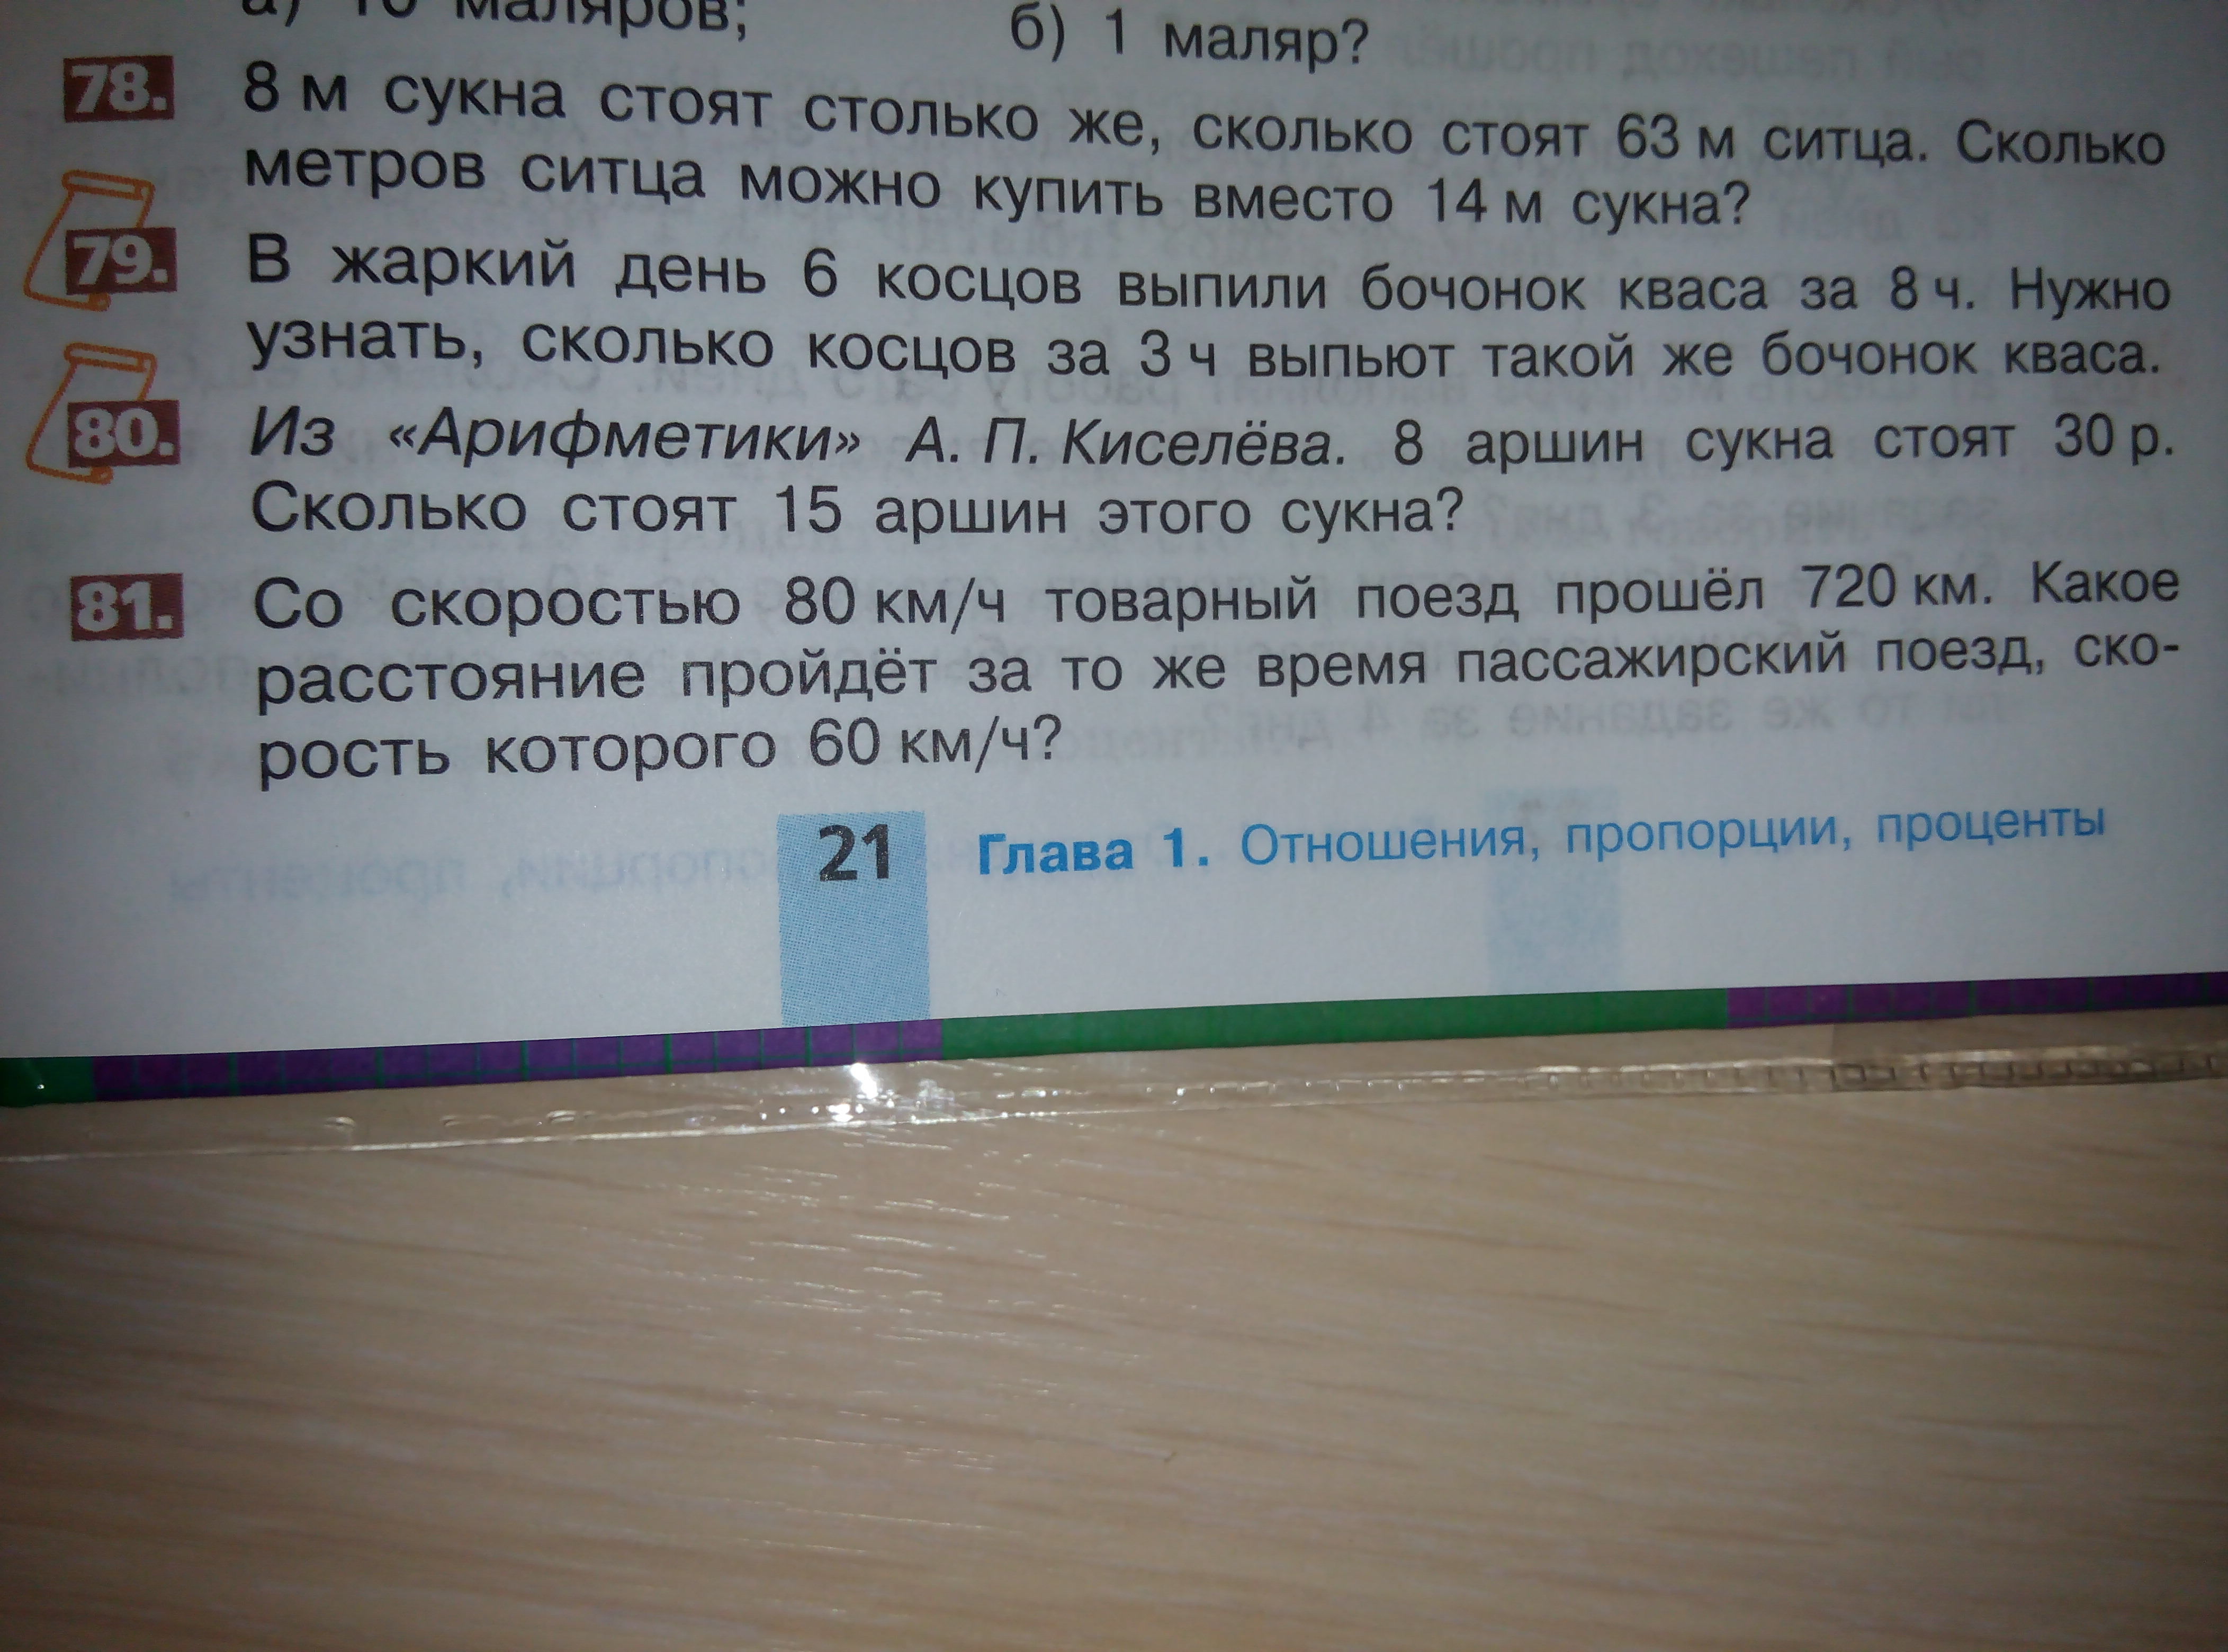 а) 10 маляров;
б) 1 маляр?
78. 8 м сукна стоят столько же, сколько стоят 63 м ситца. Сколько
метров ситца можно купить вместо 14 м сукна?
79. В жаркий день 6 косцов выпили бочонок кваса за 8 ч. Нужно
узнать, сколько косцов за 3 ч выпьют такой же бочонок кваса.
80. Из «Арифметики» А. П. Киселёва. 8 аршин сукна стоят 30 р.
Сколько стоят 15 аршин этого сукна?
81. Со скоростью 80 км/ч товарный поезд прошёл 720 км. Какое
расстояние пройдёт за то же время пассажирский поезд, ско-
рость которого 60 км/ч?
21 Глава 1. Отношения, пропорции, проценты